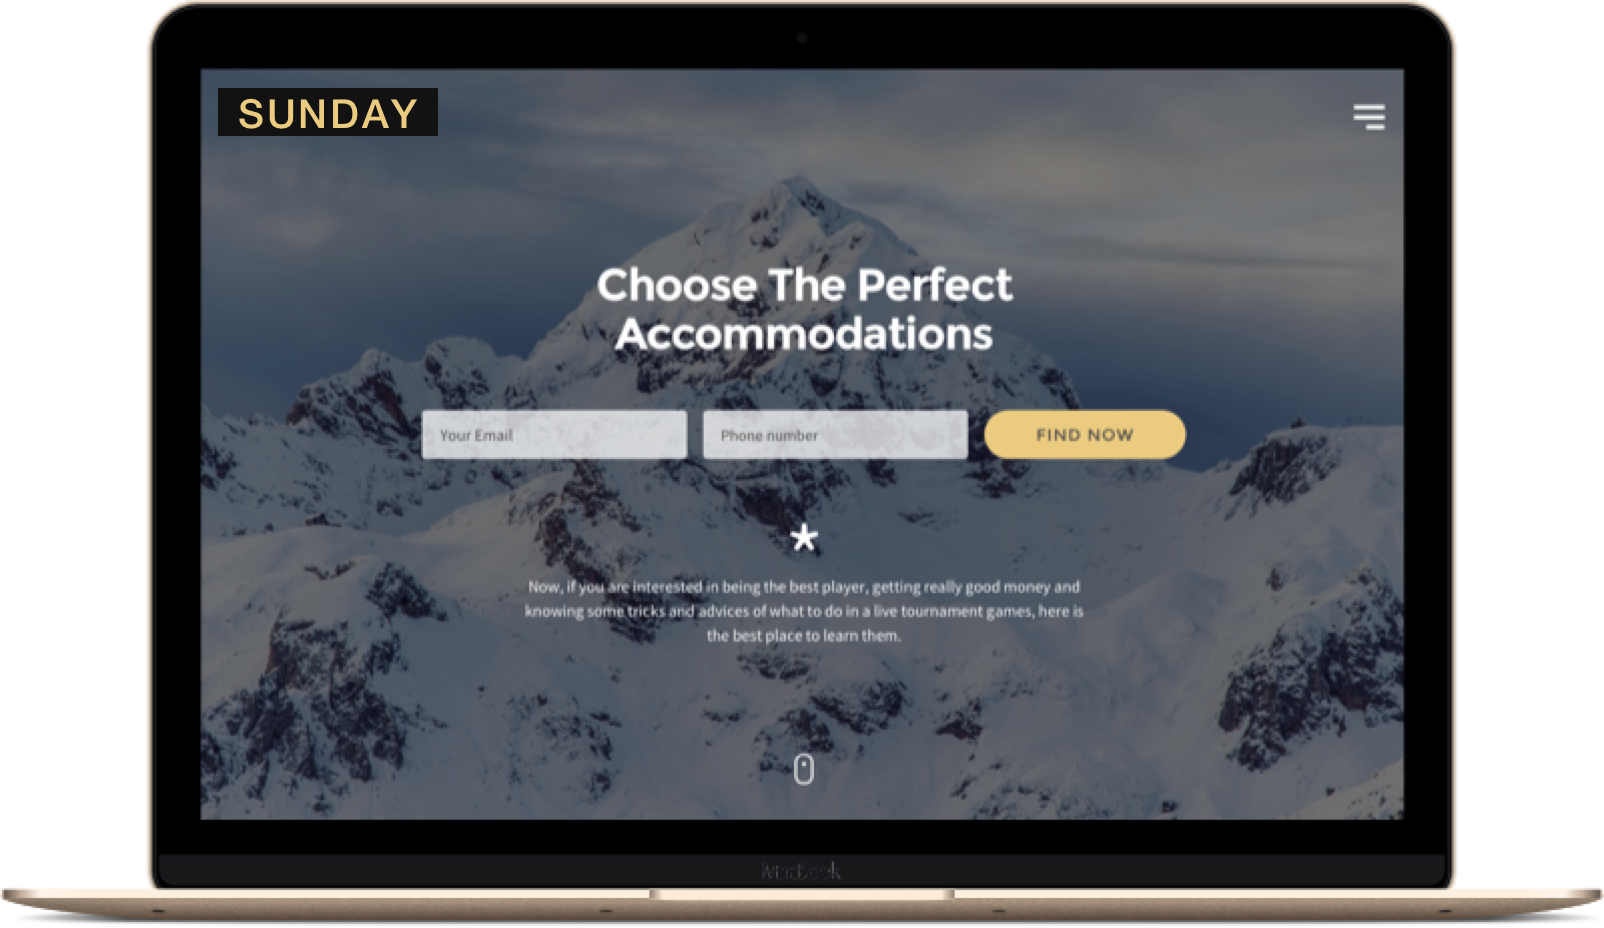 SUNDAY
Choose The Perfect
Accommodations
Your Email
Phone number
FIND NOW
*
Now, if you are interested in being the best player, getting really good money and
knowing some tricks and advices of what to do in a live tournament games, here is
the best place to learn them.
MacBook